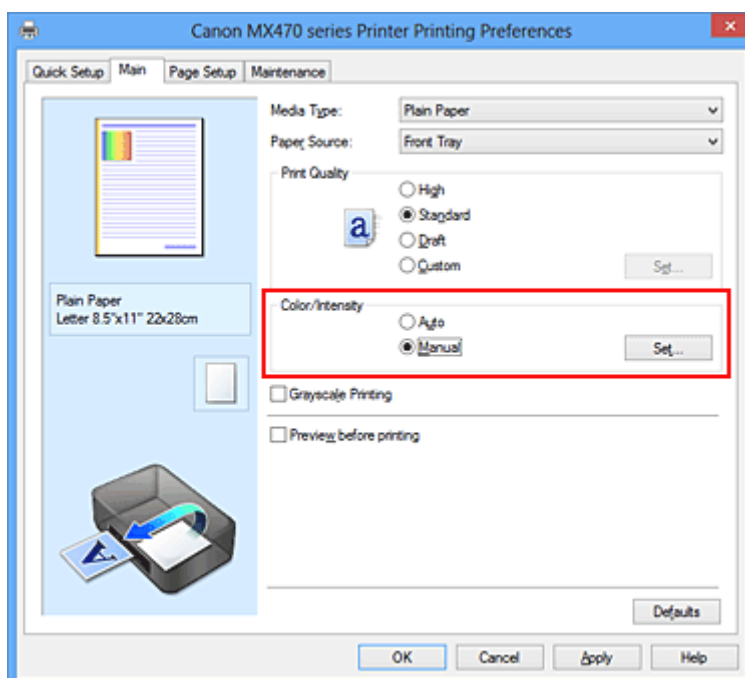 Canon MX470 series Printer Printing Preferences
Quick Setup Main Page Setup Maintenance
Media Type: Plain Paper
Paper Source: Front Tray
Print Quality
High
a Standard
Draft
Custom Set...
Plain Paper
Letter 8.5"x11" 22x28cm
Color/Intensity
Auto
Manual Set...
Grayscale Printing
Preview before printing
A
Defaults
OK Cancel Apply Help